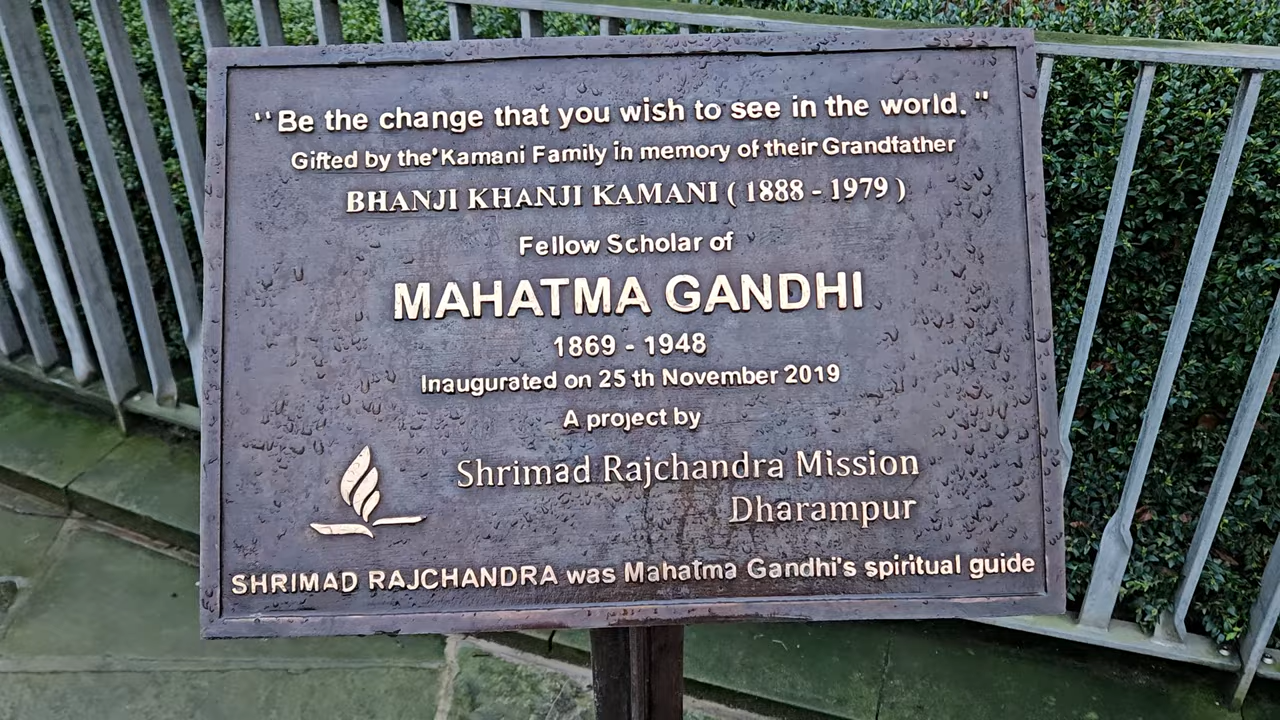 "Be the change that you wish to see in the world."
Gifted by the Kamani Family in memory of their Grandfather
BHANJI KHANJI KAMANI ( 1888 - 1979 )
Fellow Scholar of
MAHATMA GANDHI
1869 - 1948
Inaugurated on 25 th November 2019
A project by
Shrimad Rajchandra Mission
Dharampur
SHRIMAD RAJCHANDRA was Mahatma Gandhi's spiritual guide